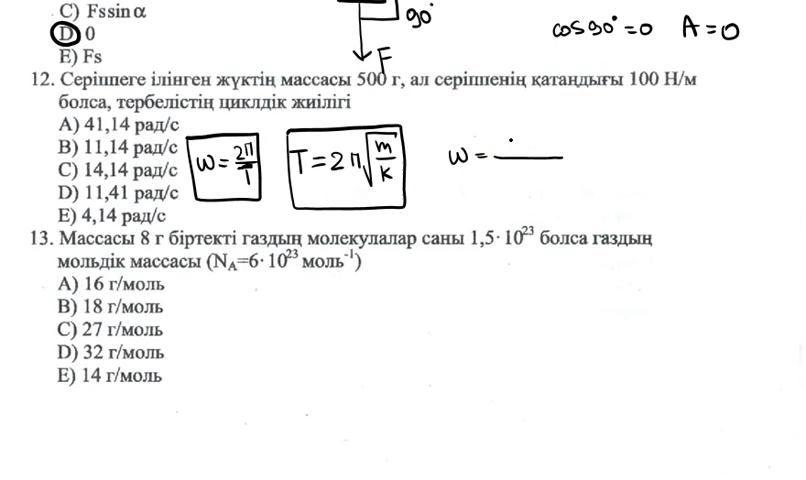 C) Fssin α
D) 0
E) Fs
90°
F
cos90°=0 A=0
12. Серіппеге ілінген жүктің массасы 500 г, ал серіппенің қатаңдығы 100 Н/м
болса, тербелістің циклдік жиілігі
A) 41,14 рад/с
B) 11,14 рад/с
C) 14,14 рад/с
D) 11,41 рад/с
E) 4,14 рад/с
ω=2π/T
T=2π√m/k
ω=
13. Массасы 8 г біртекті газдың молекулалар саны 1,5· 10²³ болса газдың
мольдік массасы (N_A=6· 10²³ моль⁻¹)
A) 16 г/моль
B) 18 г/моль
C) 27 г/моль
D) 32 г/моль
E) 14 г/моль